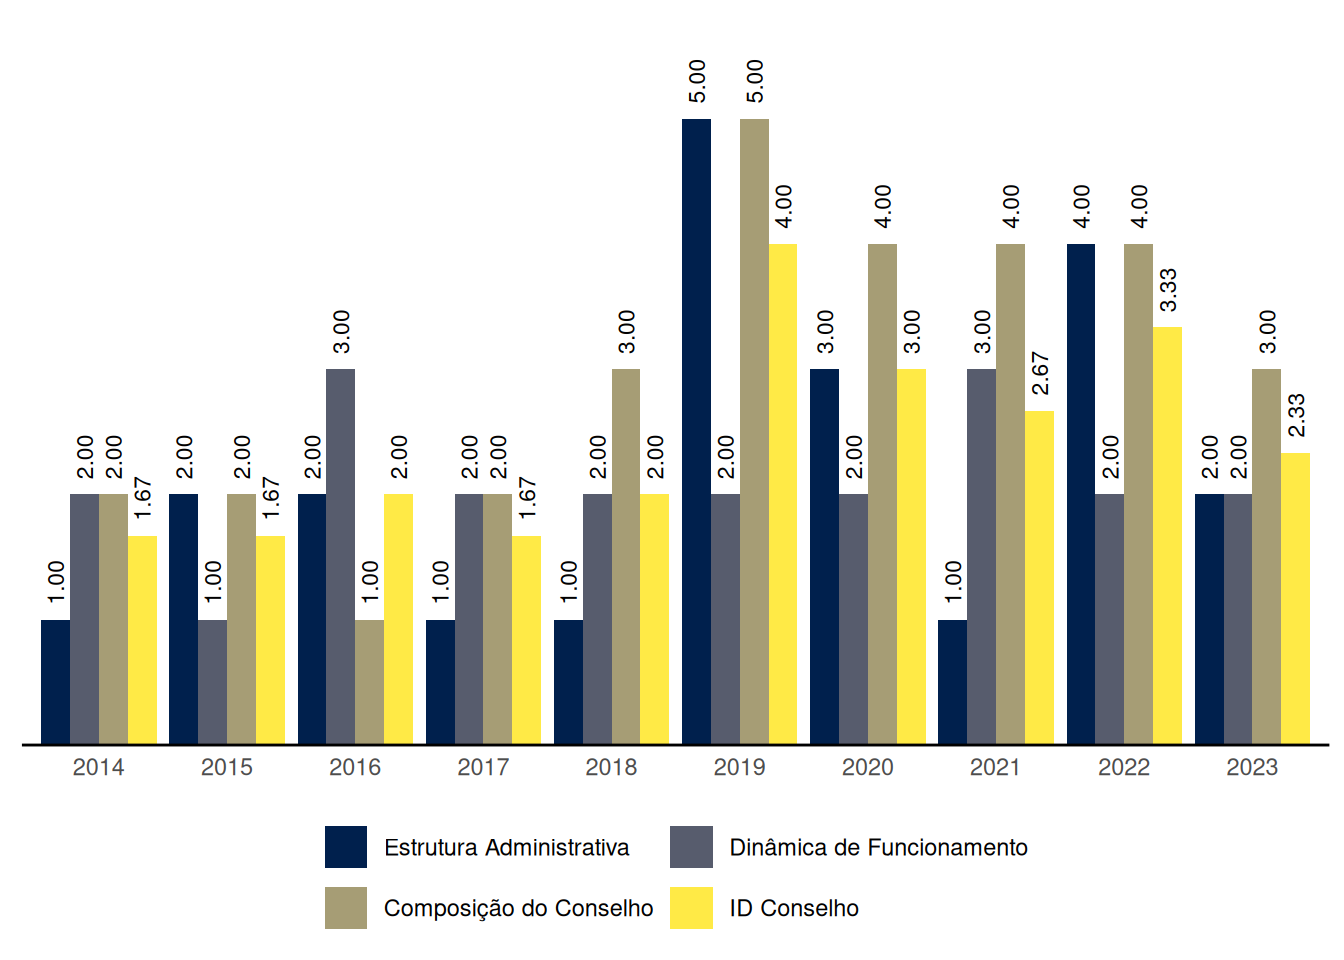 5.00 5.00
4.00 4.00 4.00 4.00 4.00
3.33
3.00 3.00 3.00 3.00 3.00 3.00
2.67
2.33
2.00 2.00 2.00 2.00 2.00 2.00 2.00 2.00 2.00 2.00 2.00 2.00 2.00 2.00 2.00
1.67 1.67 1.67
1.00 1.00 1.00 1.00 1.00 1.00
2014 2015 2016 2017 2018 2019 2020 2021 2022 2023
Estrutura Administrativa Dinâmica de Funcionamento
Composição do Conselho ID Conselho